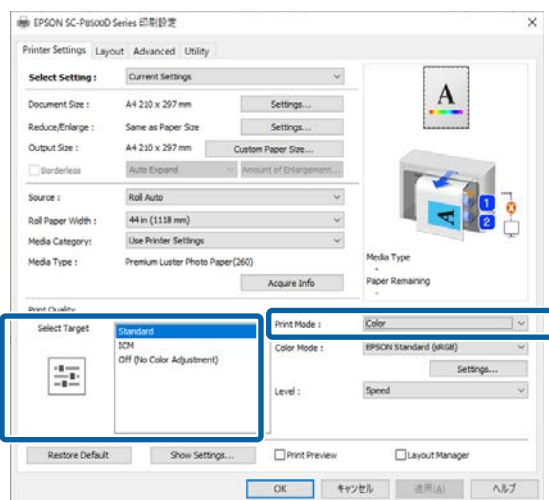 EPSON SC-P8500D Series 印刷設定
Printer Settings Layout Advanced Utility
Select Setting : Current Settings
Document Size : A4 210 x 297 mm Settings...
Reduce/Enlarge : Same as Paper Size Settings...
Output Size : A4 210 x 297 mm Custom Paper Size...
Borderless Auto Expand Amount of Enlargement...
Source : Roll Auto
Roll Paper Width : 44 in (1118 mm)
Media Category: Use Printer Settings
Media Type : Premium Luster Photo Paper(260)
Acquire Info
A
A
1
2
Media Type
-
Paper Remaining
-
Print Quality
Select Target
Standard
ICM
Off (No Color Adjustment)
Print Mode : Color
Color Mode : EPSON Standard (sRGB)
Settings...
Level : Speed
Restore Default Show Settings... Print Preview Layout Manager
OK キャンセル 適用(A) ヘルプ